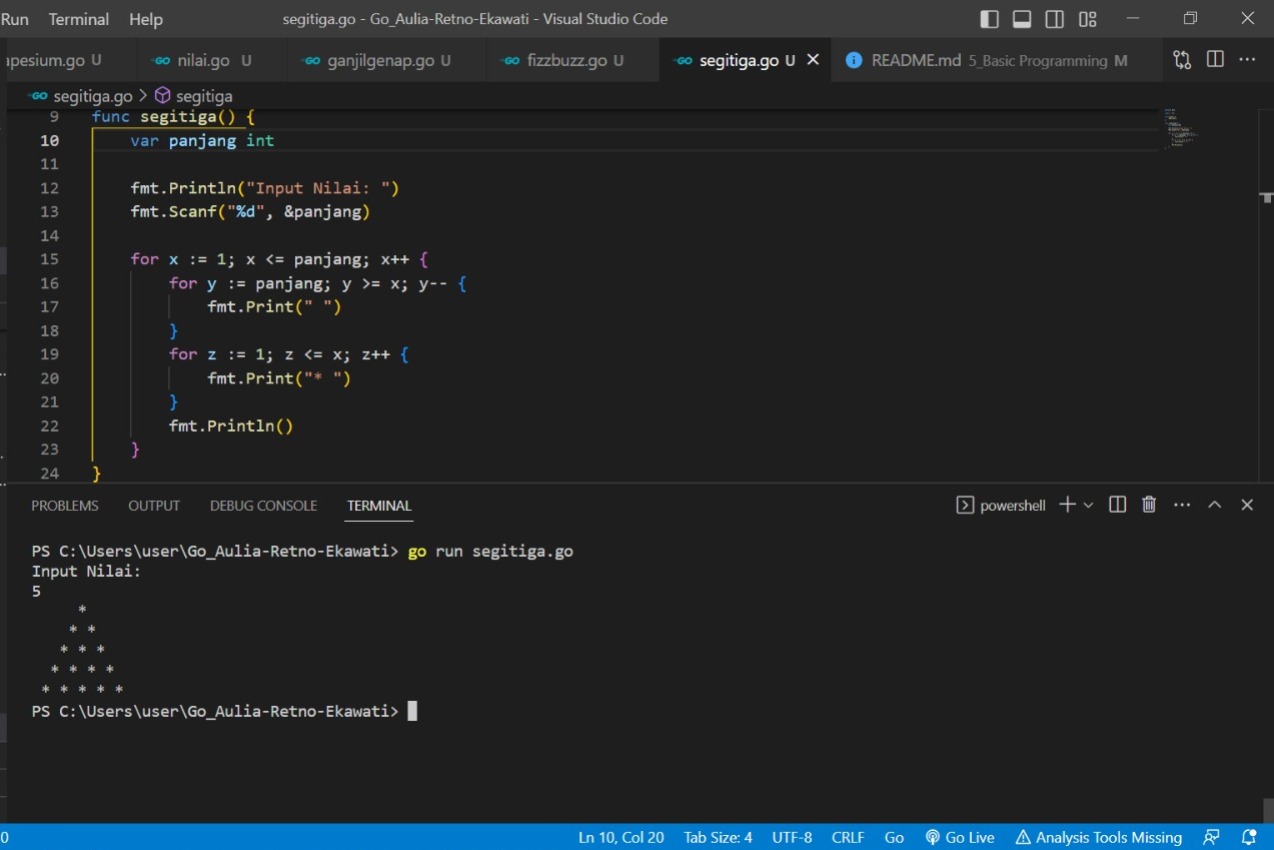 Run Terminal Help segitiga.go - Go_Aulia-Retno-Ekawati - Visual Studio Code
apesium.go U GO nilai.go U GO ganjilgenap.go U GO fizzbuzz.go U GO segitiga.go U README.md 5_Basic Programming M
GO segitiga.go > segitiga
9 func segitiga() {
10 var panjang int
11
12 fmt.Println("Input Nilai: ")
13 fmt.Scanf("%d", &panjang)
14
15 for x := 1; x <= panjang; x++ {
16 for y := panjang; y >= x; y-- {
17 fmt.Print(" ")
18 }
19 for z := 1; z <= x; z++ {
20 fmt.Print("* ")
21 }
22 fmt.Println()
23 }
24 }
PROBLEMS OUTPUT DEBUG CONSOLE TERMINAL powershell
PS C:\Users\user\Go_Aulia-Retno-Ekawati> go run segitiga.go
Input Nilai:
5
*
* *
* * *
* * * *
* * * * *
PS C:\Users\user\Go_Aulia-Retno-Ekawati>
0 Ln 10, Col 20 Tab Size: 4 UTF-8 CRLF Go Go Live Analysis Tools Missing